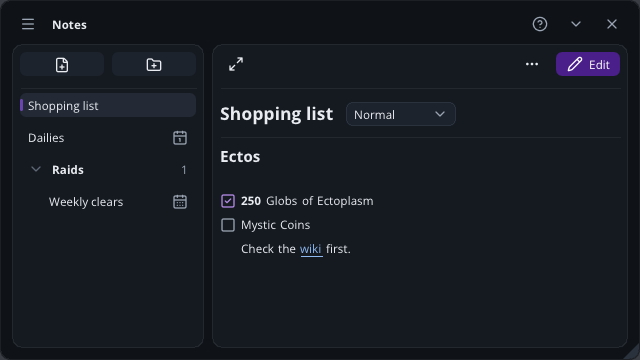 Notes
Edit
Shopping list
Dailies
Raids 1
Weekly clears
Shopping list Normal
Ectos
250 Globs of Ectoplasm
Mystic Coins
Check the wiki first.